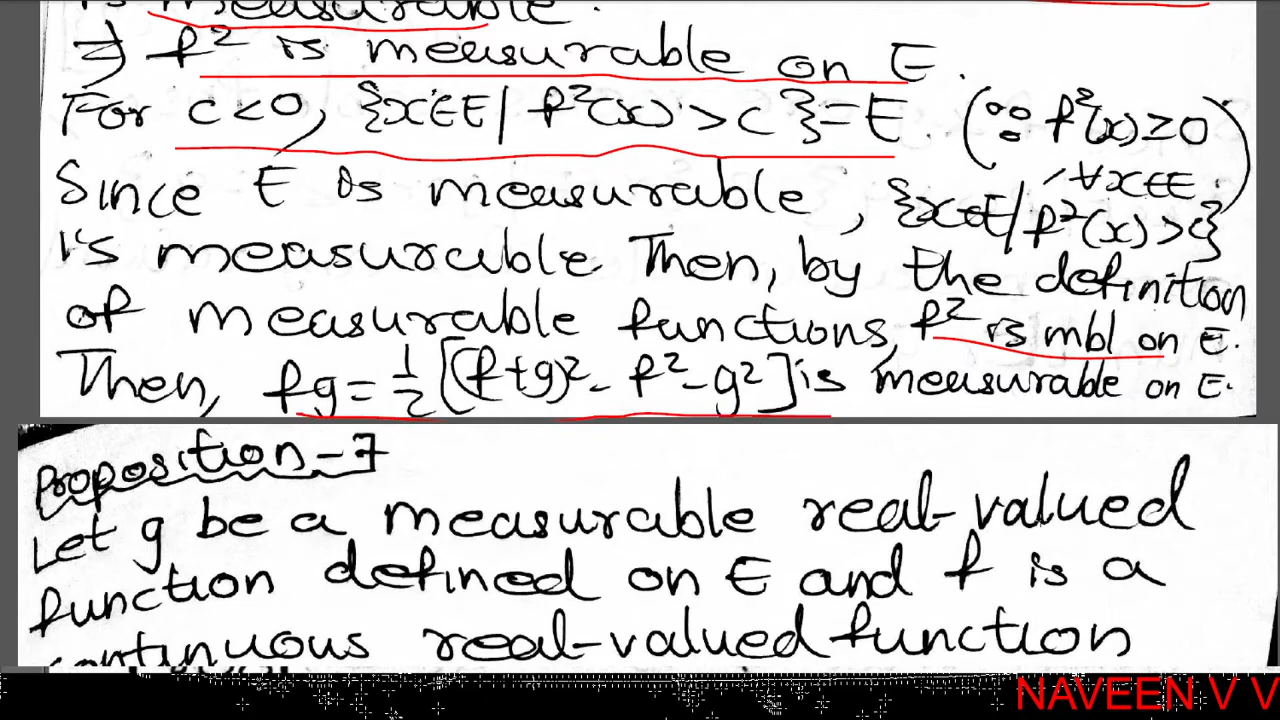 is measurable.
⇒ f² is measurable on E.
For c<0, {x∈E/ f²(x)>c}=E. (∵ f²(x)≥0
, ∀x∈E.)
Since E is measurable, {x∈E/f²(x)>c}
is measurable. Then, by the definition
of measurable functions, f² is mbl on E.
Then, fg = 1/2 [(f+g)² - f² - g²] is measurable on E.
Proposition-7
Let g be a measurable real-valued
function defined on E and f is a
continuous real-valued function
NAVEEN V V